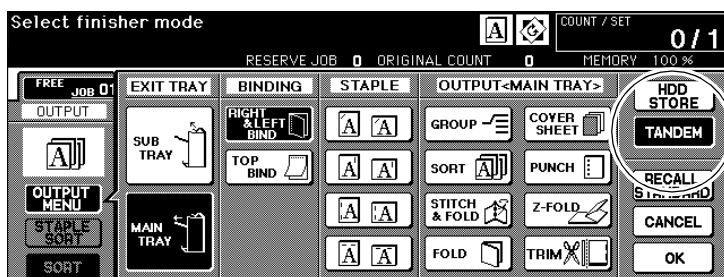 Select finisher mode
COUNT / SET
0/1
RESERVE JOB 0 ORIGINAL COUNT 0 MEMORY 100 %
FREE JOB 01
OUTPUT
OUTPUT MENU
STAPLE SORT
SORT
EXIT TRAY
SUB TRAY
MAIN TRAY
BINDING
RIGHT &LEFT BIND
TOP BIND
STAPLE
OUTPUT<MAIN TRAY>
GROUP
COVER SHEET
SORT
PUNCH
STITCH & FOLD
Z-FOLD
FOLD
TRIM
HDD STORE
TANDEM
RECALL STANDARD
CANCEL
OK